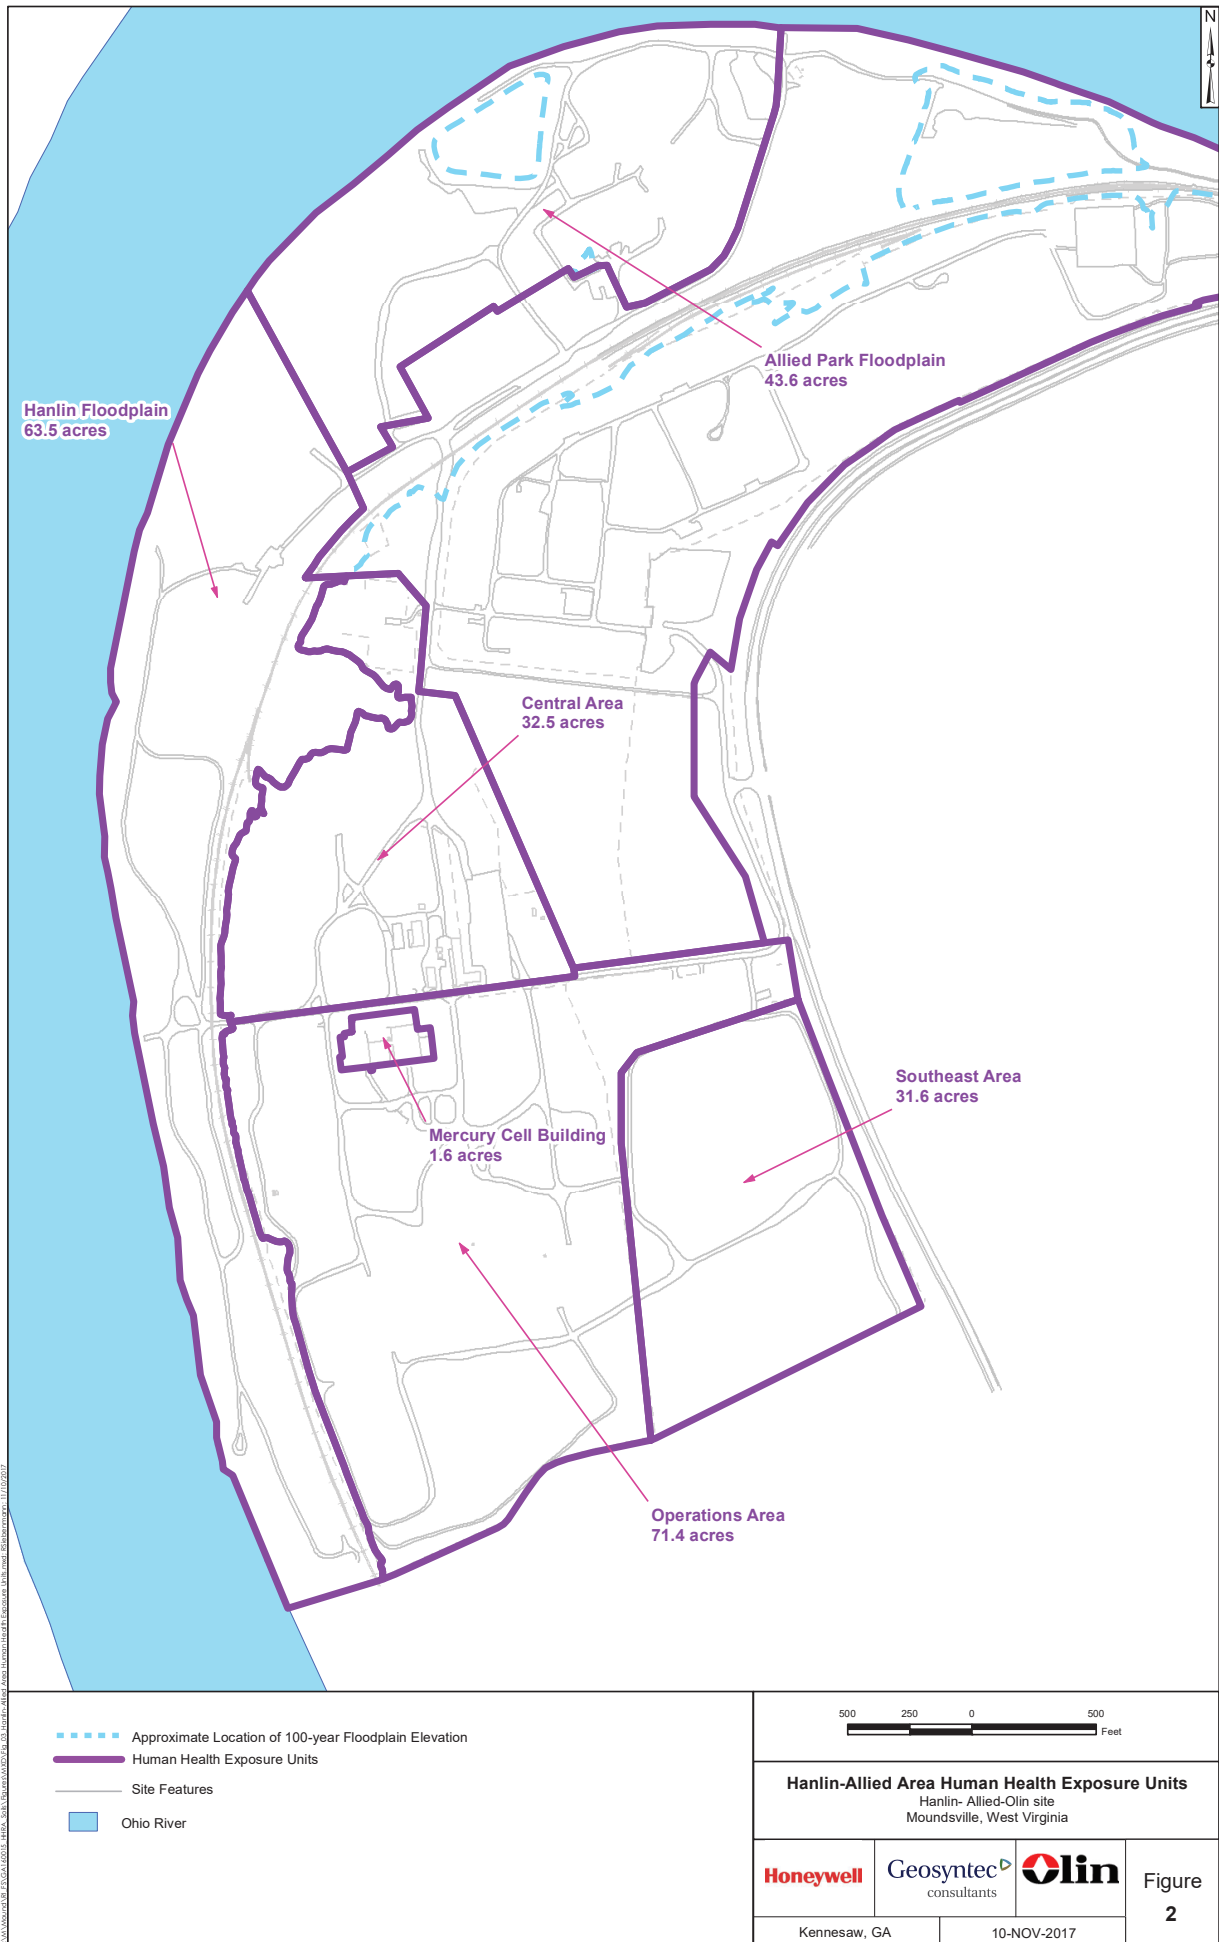 N
Allied Park Floodplain
43.6 acres
Hanlin Floodplain
63.5 acres
Central Area
32.5 acres
Southeast Area
31.6 acres
Mercury Cell Building
1.6 acres
Operations Area
71.4 acres
Approximate Location of 100-year Floodplain Elevation
Human Health Exposure Units
Site Features
Ohio River
500 250 0 500
Feet
Hanlin-Allied Area Human Health Exposure Units
Hanlin- Allied-Olin site
Moundsville, West Virginia
Honeywell
Geosyntec
consultants
Olin
Figure
2
Kennesaw, GA
10-NOV-2017